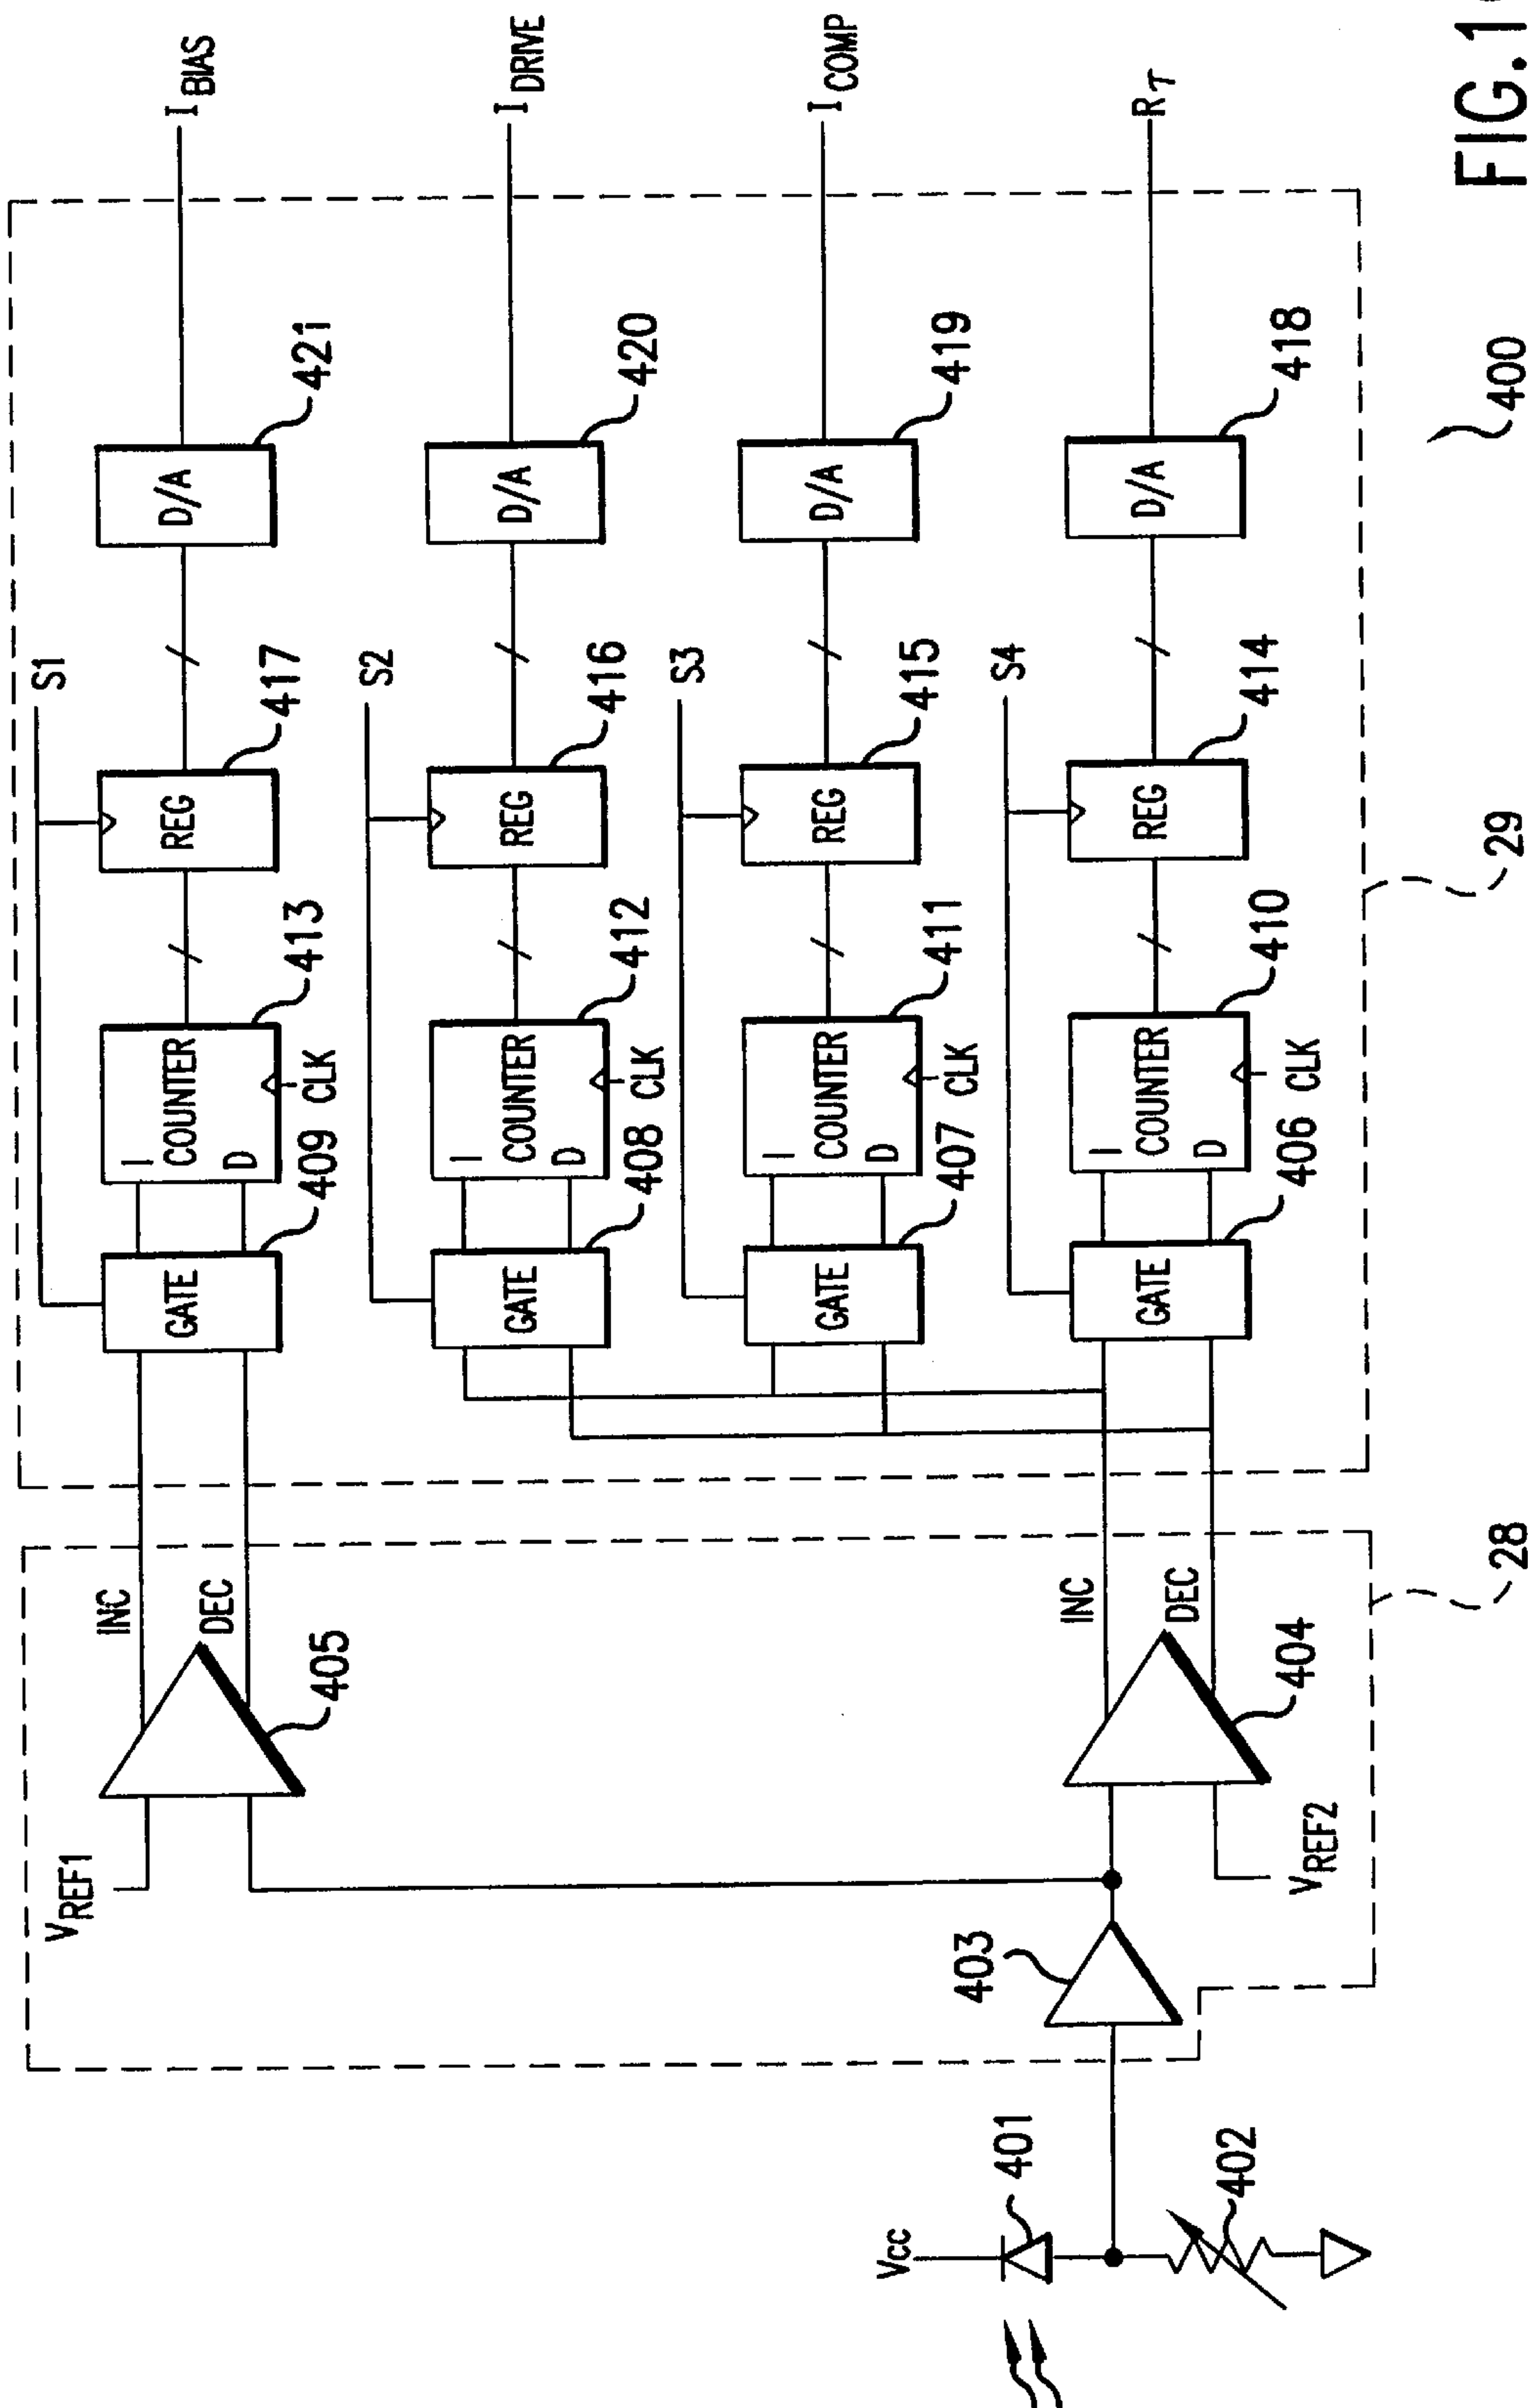 S1
I BIAS
GATE
I
COUNTER
D
CLK
REG
D/A
409
413
417
421
S2
I DRIVE
GATE
I
COUNTER
D
CLK
REG
D/A
408
412
416
420
S3
I COMP
GATE
I
COUNTER
D
CLK
REG
D/A
407
411
415
419
S4
R τ
GATE
I
COUNTER
D
CLK
REG
D/A
406
410
414
418
VREF1
INC
DEC
405
403
INC
DEC
404
VREF2
Vcc
401
402
28
29
400
FIG.1